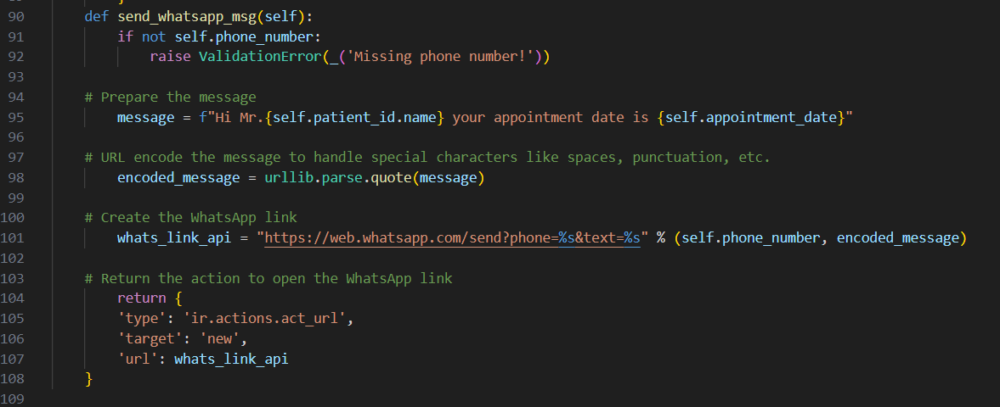 90 def send_whatsapp_msg(self):
91 if not self.phone_number:
92 raise ValidationError(_('Missing phone number!'))
93
94 # Prepare the message
95 message = f"Hi Mr.{self.patient_id.name} your appointment date is {self.appointment_date}"
96
97 # URL encode the message to handle special characters like spaces, punctuation, etc.
98 encoded_message = urllib.parse.quote(message)
99
100 # Create the WhatsApp link
101 whats_link_api = "https://web.whatsapp.com/send?phone=%s&text=%s" % (self.phone_number, encoded_message)
102
103 # Return the action to open the WhatsApp link
104 return {
105 'type': 'ir.actions.act_url',
106 'target': 'new',
107 'url': whats_link_api
108 }
109